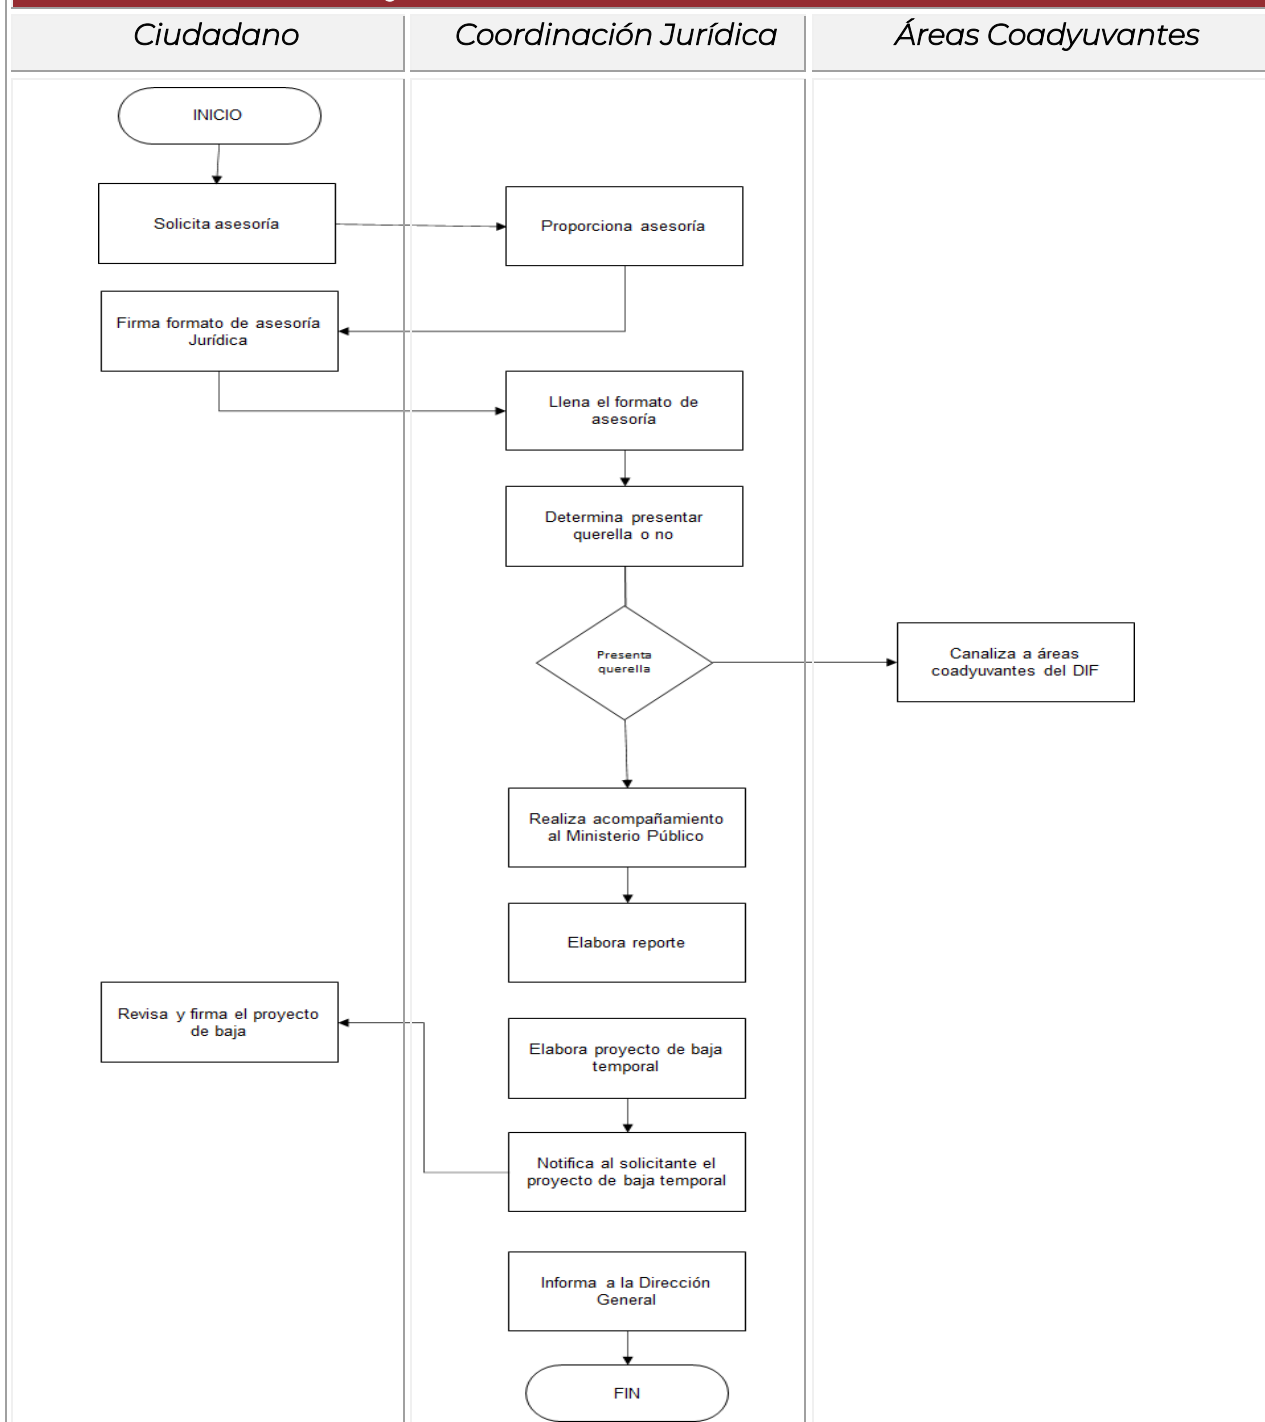 Ciudadano
Coordinación Jurídica
Áreas Coadyuvantes
INICIO
Solicita asesoría
Proporciona asesoría
Firma formato de asesoría
Jurídica
Llena el formato de
asesoría
Determina presentar
querella o no
Presenta
querella
Canaliza a áreas
coadyuvantes del DIF
Realiza acompañamiento
al Ministerio Público
Elabora reporte
Revisa y firma el proyecto
de baja
Elabora proyecto de baja
temporal
Notifica al solicitante el
proyecto de baja temporal
Informa a la Dirección
General
FIN